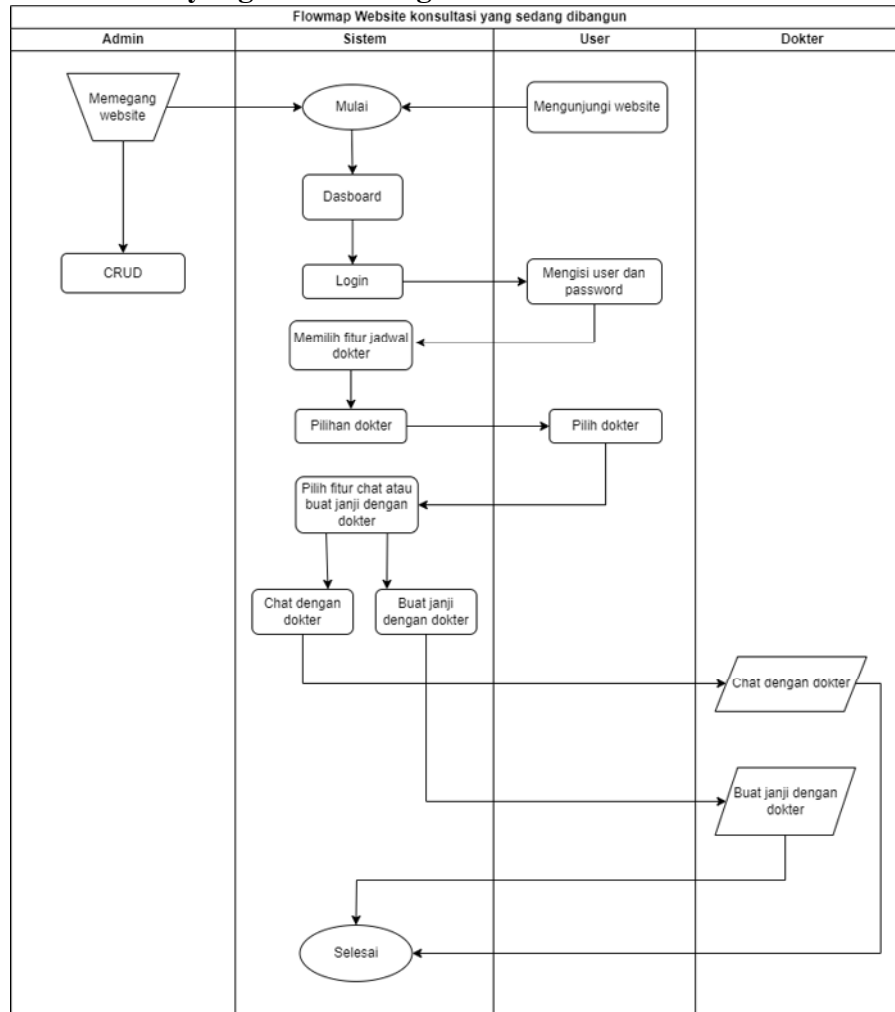 Flowmap Website konsultasi yang sedang dibangun
Admin
Sistem
User
Dokter
Memegang
website
Mulai
Mengunjungi website
Dasboard
CRUD
Login
Mengisi user dan
password
Memilih fitur jadwal
dokter
Pilihan dokter
Pilih dokter
Pilih fitur chat atau
buat janji dengan
dokter
Chat dengan
dokter
Buat janji
dengan dokter
Chat dengan dokter
Buat janji dengan
dokter
Selesai